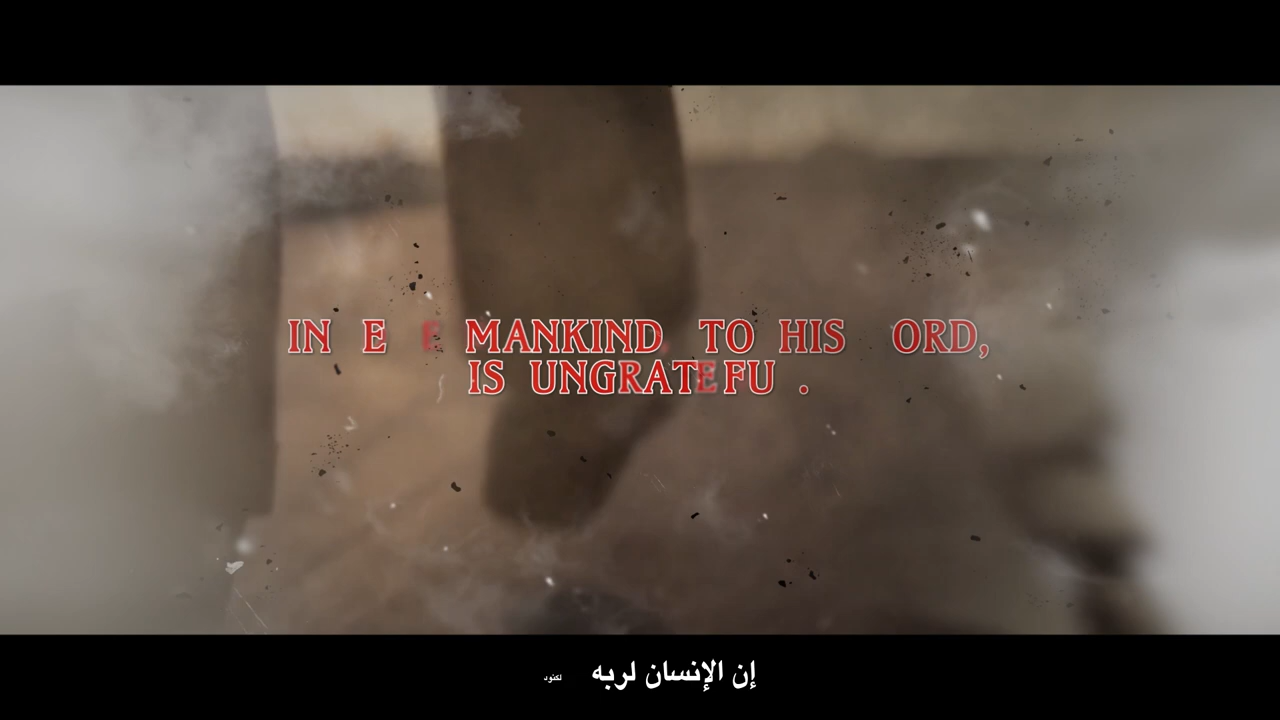 IN E E MANKIND TO HIS ORD,
IS UNGRATEFU .
إن الإنسان لربه لكنود